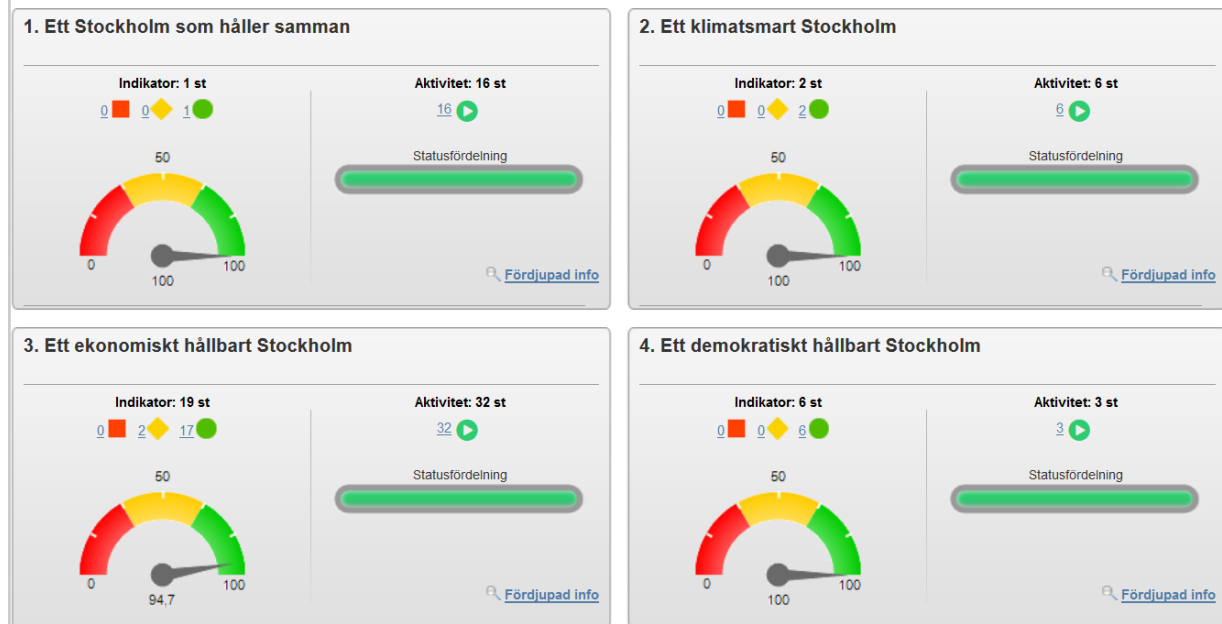 1. Ett Stockholm som håller samman
Indikator: 1 st
0 0 1
50
0 100
100
Aktivitet: 16 st
16
Statusfördelning
Fördjupad info
2. Ett klimatsmart Stockholm
Indikator: 2 st
0 0 2
50
0 100
100
Aktivitet: 6 st
6
Statusfördelning
Fördjupad info
3. Ett ekonomiskt hållbart Stockholm
Indikator: 19 st
0 2 17
50
0 100
94,7
Aktivitet: 32 st
32
Statusfördelning
Fördjupad info
4. Ett demokratiskt hållbart Stockholm
Indikator: 6 st
0 0 6
50
0 100
100
Aktivitet: 3 st
3
Statusfördelning
Fördjupad info